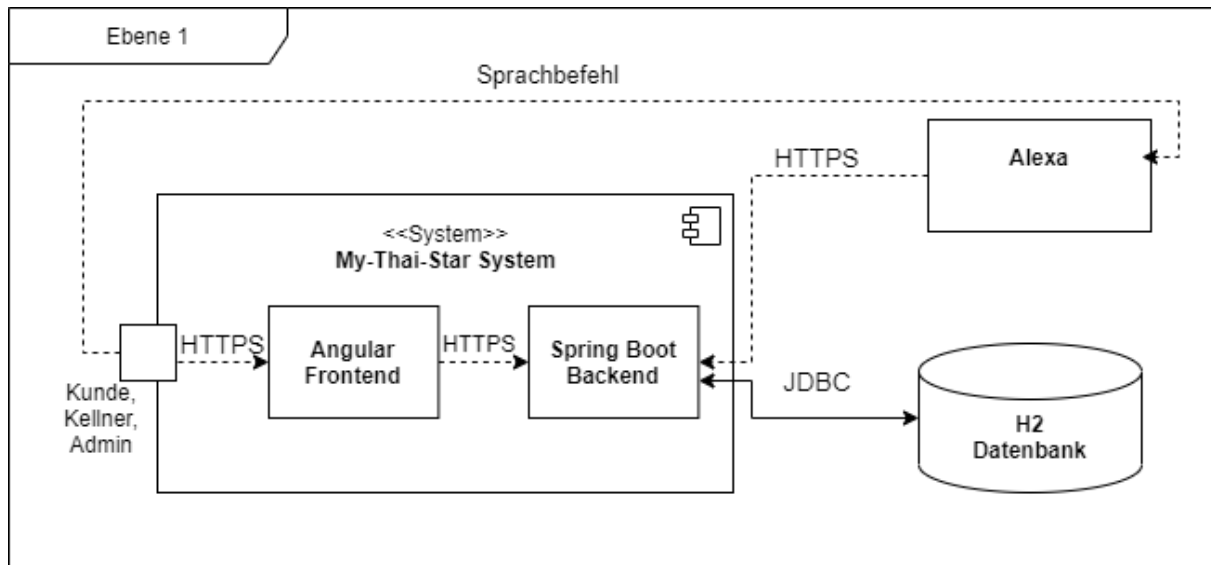 Ebene 1
Sprachbefehl
HTTPS
Alexa
<<System>>
My-Thai-Star System
HTTPS
Angular
Frontend
HTTPS
Spring Boot
Backend
JDBC
Kunde,
Kellner,
Admin
H2
Datenbank